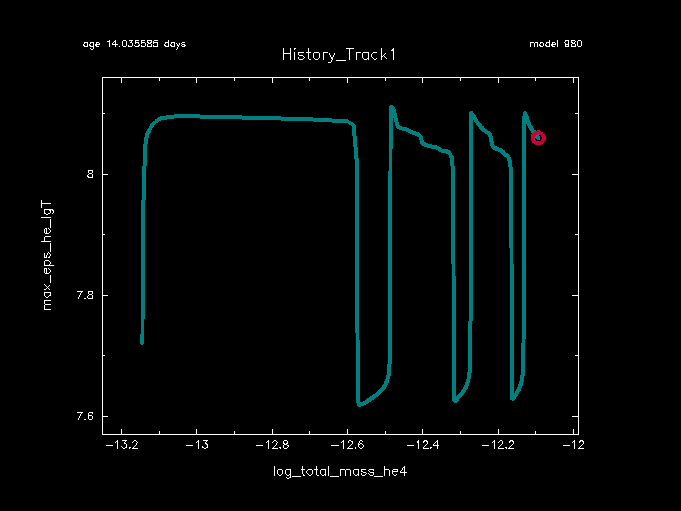 age 14.035585 days
model 980
History_Track1
8
7.8
7.6
max_eps_he_lgT
−13.2 −13 −12.8 −12.6 −12.4 −12.2 −12
log_total_mass_he4